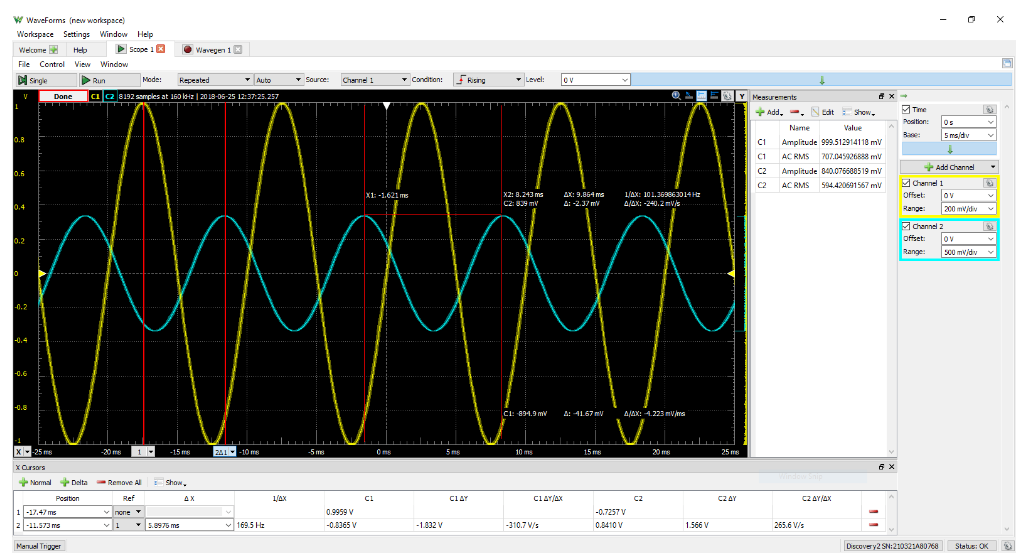 WaveForms (new workspace)
Workspace Settings Window Help
Welcome Help Scope 1 Wavegen 1
File Control View Window
Single Run Mode: Repeated Auto Source: Channel 1 Condition: Rising Level: 0 V
V Done C1 C2 8192 samples at 160 kHz | 2018-06-25 12:37:25.257 Y
Measurements
Add Edit Show
Name Value
C1 Amplitude 999.512914118 mV
C1 AC RMS 707.045926888 mV
C2 Amplitude 840.076688519 mV
C2 AC RMS 594.420691567 mV
Time
Position: 0 s
Base: 5 ms/div
Add Channel
Channel 1
Offset: 0 V
Range: 200 mV/div
Channel 2
Offset: 0 V
Range: 500 mV/div
1
0.8
0.6
0.4
0.2
0
-0.2
-0.4
-0.6
-0.8
-1
X1: -1.621 ms
X2: 8.243 ms ΔX: 9.864 ms 1/ΔX: 101.369863014 Hz
C2: 839 mV Δ: -2.37 mV Δ/ΔX: -240.2 mV/s
C1: -894.9 mV Δ: -41.67 mV Δ/ΔX: -4.223 mV/ms
X -25 ms -20 ms 1 -15 ms 2Δ1 -10 ms -5 ms 0 ms 5 ms 10 ms 15 ms 20 ms 25 ms
X Cursors
Normal Delta Remove All Show
Position Ref Δ X 1/ΔX C1 C1 ΔY C1 ΔY/ΔX C2 C2 ΔY C2 ΔY/ΔX
1 -17.47 ms none 0.9959 V -0.7257 V
2 -11.573 ms 1 5.8976 ms 169.5 Hz -0.8365 V -1.832 V -310.7 V/s 0.8410 V 1.566 V 265.6 V/s
Manual Trigger Discovery2 SN:210321A80768 Status: OK